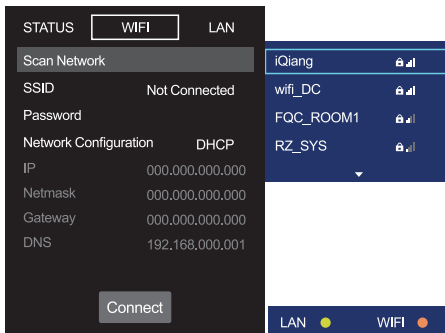 STATUS WIFI LAN
Scan Network
SSID Not Connected
Password
Network Configuration DHCP
IP 000.000.000.000
Netmask 000.000.000.000
Gateway 000.000.000.000
DNS 192.168.000.001
Connect
iQiang
wifi_DC
FQC_ROOM1
RZ_SYS
LAN WIFI